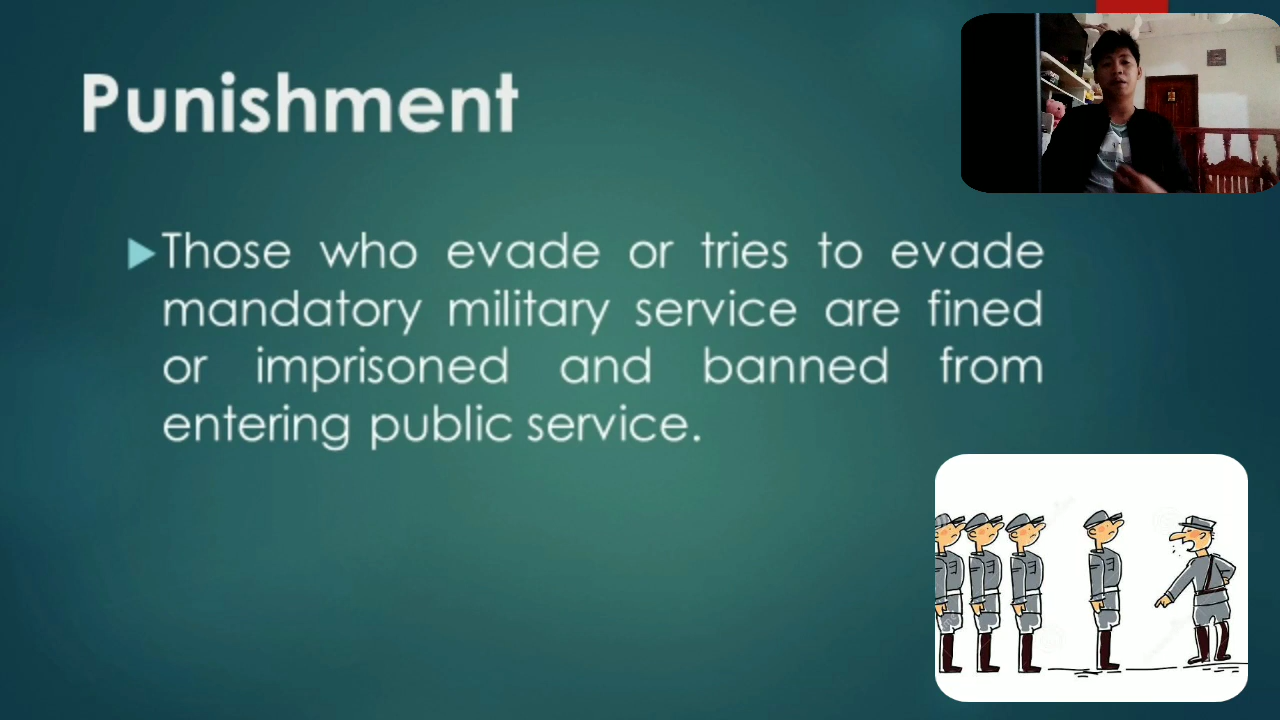 Punishment
Those who evade or tries to evade
mandatory military service are fined
or imprisoned and banned from
entering public service.